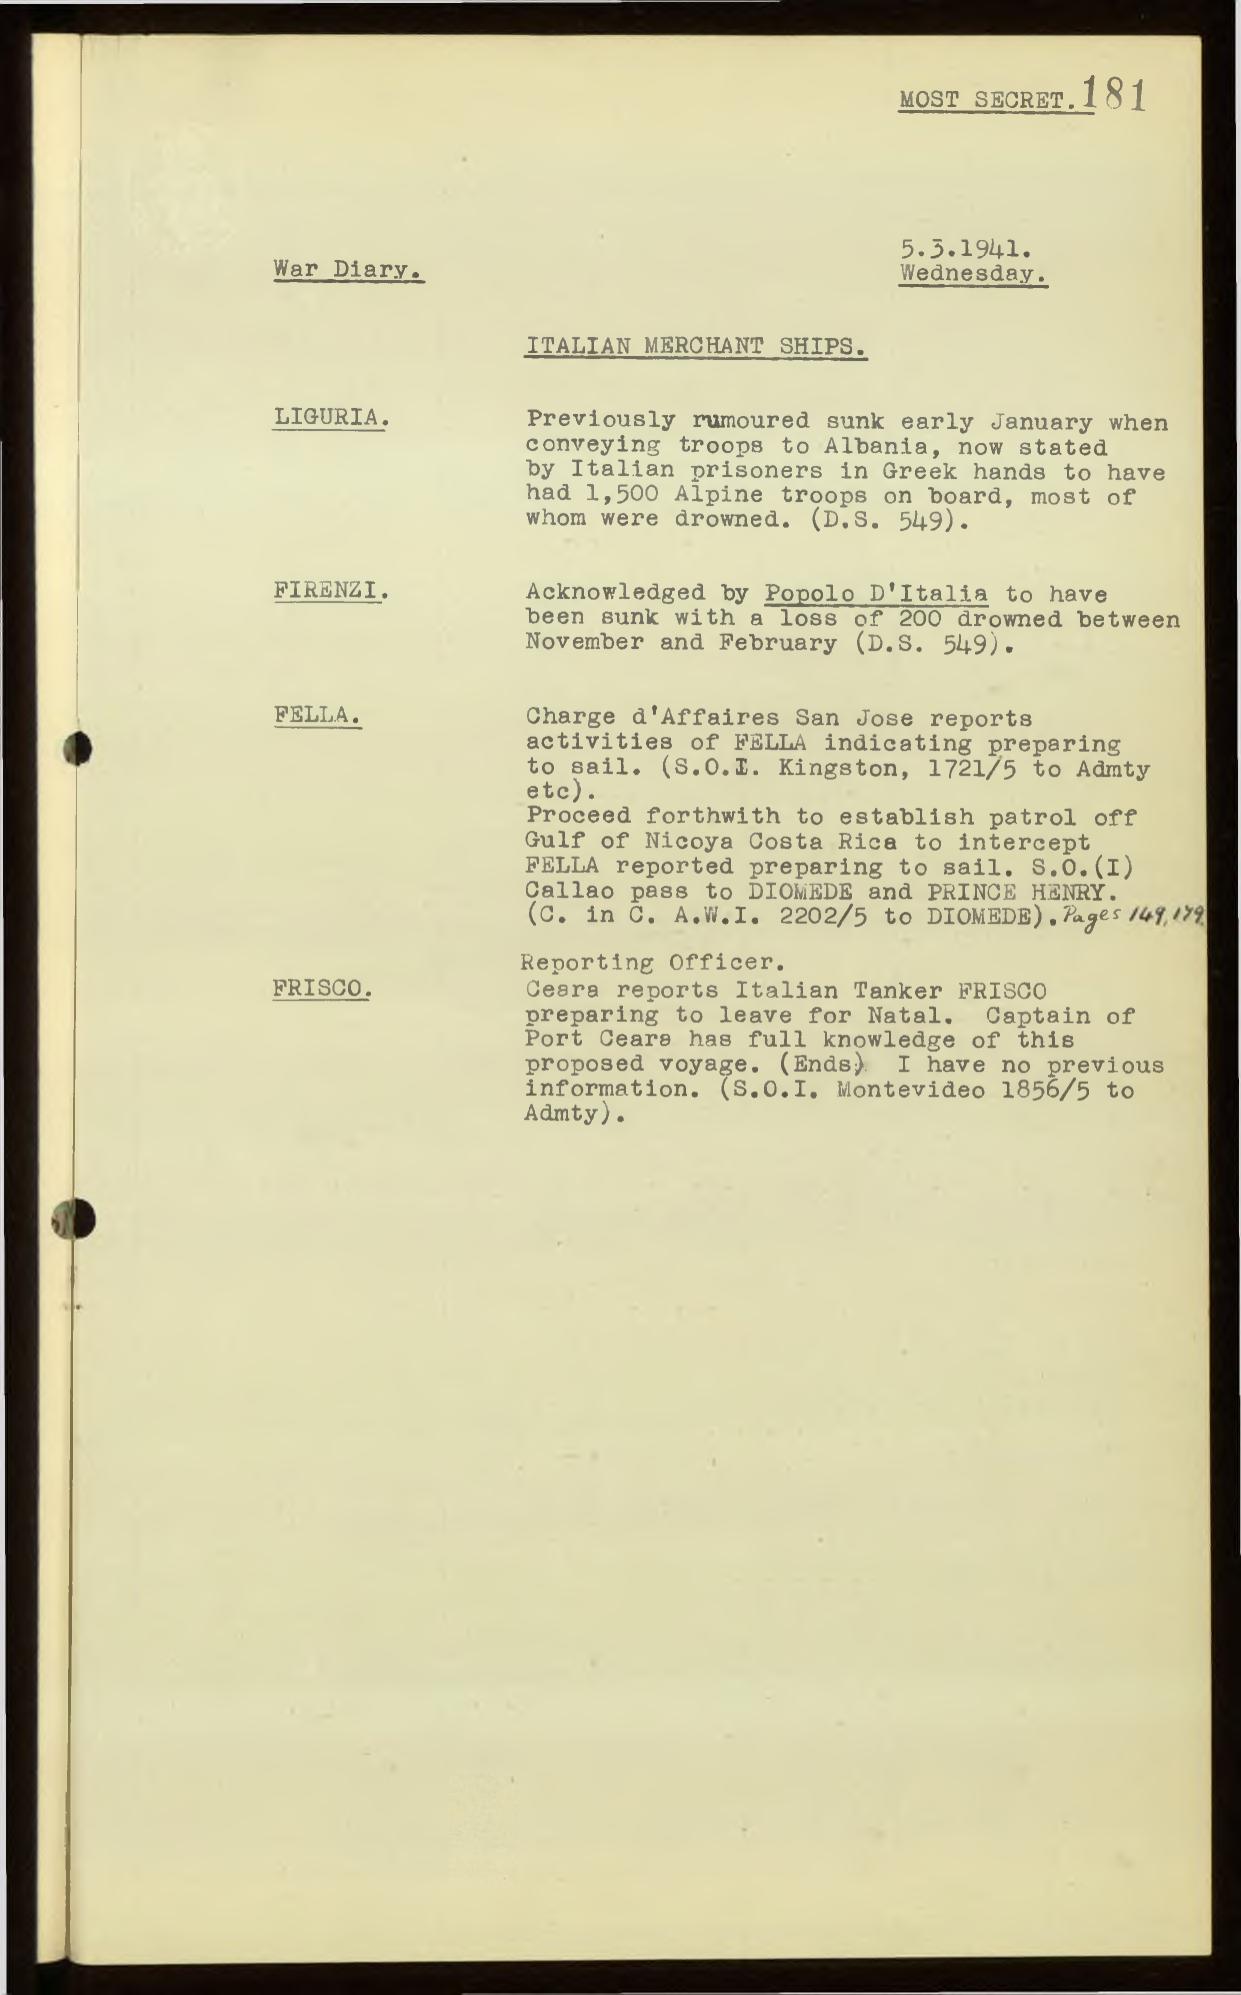 MOST SECRET. 181
War Diary.
5.3.1941.
Wednesday.
ITALIAN MERCHANT SHIPS.
LIGURIA.
Previously rumoured sunk early January when
conveying troops to Albania, now stated
by Italian prisoners in Greek hands to have
had 1,500 Alpine troops on board, most of
whom were drowned. (D.S. 549).
FIRENZI.
Acknowledged by Popolo D'Italia to have
been sunk with a loss of 200 drowned between
November and February (D.S. 549).
FELLA.
Charge d'Affaires San Jose reports
activities of FELLA indicating preparing
to sail. (S.O.I. Kingston, 1721/5 to Admty
etc).
Proceed forthwith to establish patrol off
Gulf of Nicoya Costa Rica to intercept
FELLA reported preparing to sail. S.O.(I)
Callao pass to DIOMEDE and PRINCE HENRY.
(C. in C. A.W.I. 2202/5 to DIOMEDE). Pages 149, 179.
Reporting Officer.
FRISCO.
Ceara reports Italian Tanker FRISCO
preparing to leave for Natal. Captain of
Port Ceara has full knowledge of this
proposed voyage. (Ends) I have no previous
information. (S.O.I. Montevideo 1856/5 to
Admty).